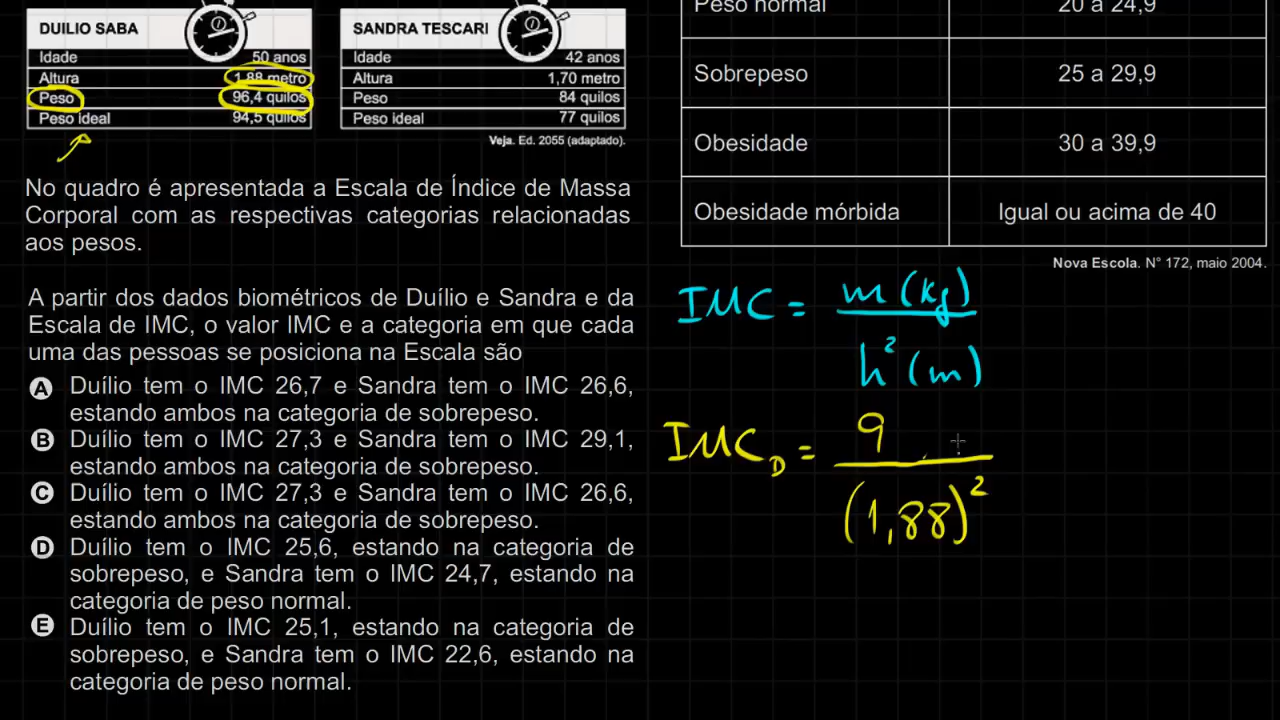 DUILIO SABA
Idade 50 anos
Altura 1,88 metro
Peso 96,4 quilos
Peso ideal 94,5 quilos
SANDRA TESCARI
Idade 42 anos
Altura 1,70 metro
Peso 84 quilos
Peso ideal 77 quilos
Veja. Ed. 2055 (adaptado).
No quadro é apresentada a Escala de Índice de Massa
Corporal com as respectivas categorias relacionadas
aos pesos.
A partir dos dados biométricos de Duílio e Sandra e da
Escala de IMC, o valor IMC e a categoria em que cada
uma das pessoas se posiciona na Escala são
A Duílio tem o IMC 26,7 e Sandra tem o IMC 26,6,
estando ambos na categoria de sobrepeso.
B Duílio tem o IMC 27,3 e Sandra tem o IMC 29,1,
estando ambos na categoria de sobrepeso.
C Duílio tem o IMC 27,3 e Sandra tem o IMC 26,6,
estando ambos na categoria de sobrepeso.
D Duílio tem o IMC 25,6, estando na categoria de
sobrepeso, e Sandra tem o IMC 24,7, estando na
categoria de peso normal.
E Duílio tem o IMC 25,1, estando na categoria de
sobrepeso, e Sandra tem o IMC 22,6, estando na
categoria de peso normal.
Peso normal 20 a 24,9
Sobrepeso 25 a 29,9
Obesidade 30 a 39,9
Obesidade mórbida Igual ou acima de 40
Nova Escola. N° 172, maio 2004.
IMC = m (kg)
h² (m)
IMC_D = 9
(1,88)²